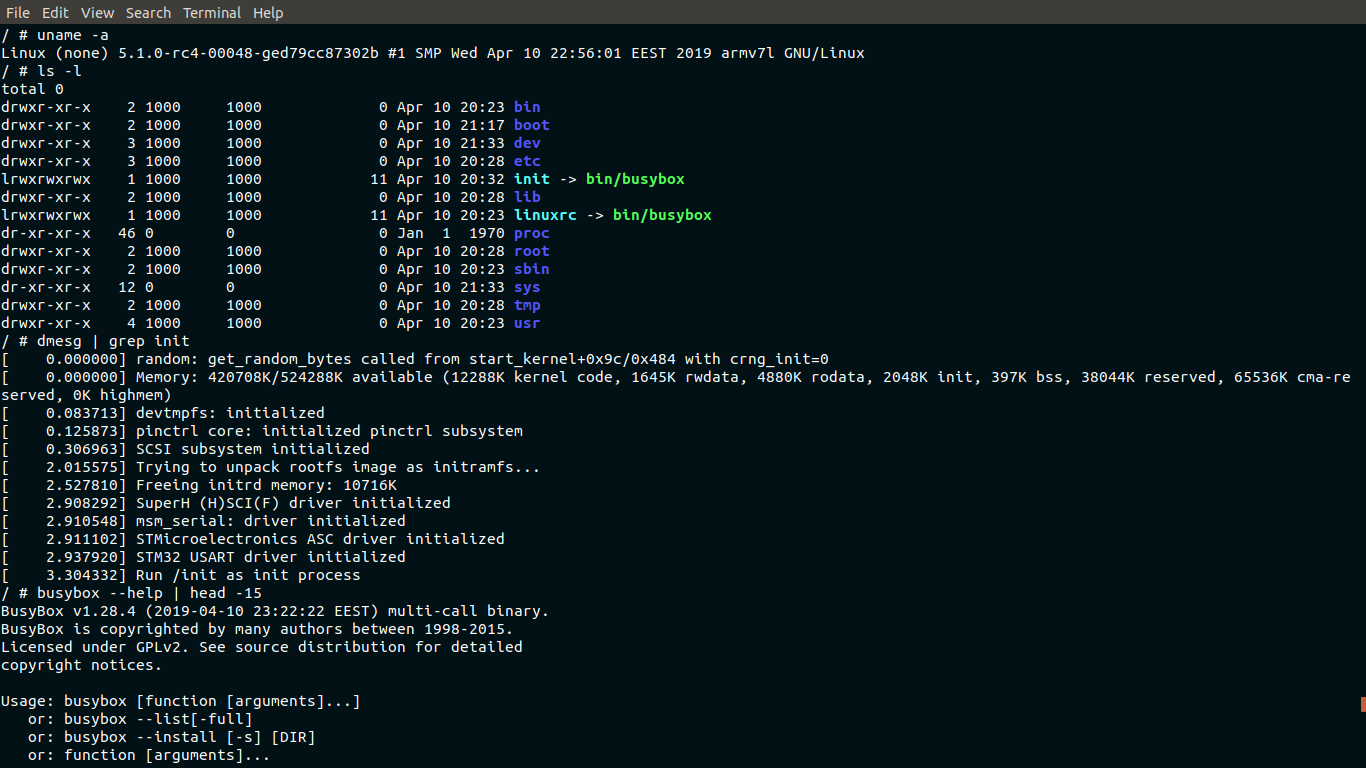 File Edit View Search Terminal Help
/ # uname -a
Linux (none) 5.1.0-rc4-00048-ged79cc87302b #1 SMP Wed Apr 10 22:56:01 EEST 2019 armv7l GNU/Linux
/ # ls -l
total 0
drwxr-xr-x    2 1000     1000             0 Apr 10 20:23 bin
drwxr-xr-x    2 1000     1000             0 Apr 10 21:17 boot
drwxr-xr-x    3 1000     1000             0 Apr 10 21:33 dev
drwxr-xr-x    3 1000     1000             0 Apr 10 20:28 etc
lrwxrwxrwx    1 1000     1000            11 Apr 10 20:32 init -> bin/busybox
drwxr-xr-x    2 1000     1000             0 Apr 10 20:28 lib
lrwxrwxrwx    1 1000     1000            11 Apr 10 20:23 linuxrc -> bin/busybox
dr-xr-xr-x   46 0        0                0 Jan  1  1970 proc
drwxr-xr-x    2 1000     1000             0 Apr 10 20:28 root
drwxr-xr-x    2 1000     1000             0 Apr 10 20:23 sbin
dr-xr-xr-x   12 0        0                0 Apr 10 21:33 sys
drwxr-xr-x    2 1000     1000             0 Apr 10 20:28 tmp
drwxr-xr-x    4 1000     1000             0 Apr 10 20:23 usr
/ # dmesg | grep init
[    0.000000] random: get_random_bytes called from start_kernel+0x9c/0x484 with crng_init=0
[    0.000000] Memory: 420708K/524288K available (12288K kernel code, 1645K rwdata, 4880K rodata, 2048K init, 397K bss, 38044K reserved, 65536K cma-re
served, 0K highmem)
[    0.083713] devtmpfs: initialized
[    0.125873] pinctrl core: initialized pinctrl subsystem
[    0.306963] SCSI subsystem initialized
[    2.015575] Trying to unpack rootfs image as initramfs...
[    2.527810] Freeing initrd memory: 10716K
[    2.908292] SuperH (H)SCI(F) driver initialized
[    2.910548] msm_serial: driver initialized
[    2.911102] STMicroelectronics ASC driver initialized
[    2.937920] STM32 USART driver initialized
[    3.304332] Run /init as init process
/ # busybox --help | head -15
BusyBox v1.28.4 (2019-04-10 23:22:22 EEST) multi-call binary.
BusyBox is copyrighted by many authors between 1998-2015.
Licensed under GPLv2. See source distribution for detailed
copyright notices.

Usage: busybox [function [arguments]...]
   or: busybox --list[-full]
   or: busybox --install [-s] [DIR]
   or: function [arguments]...